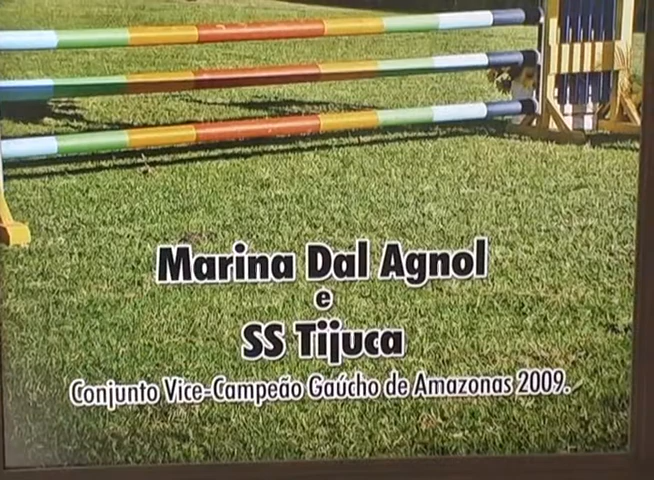 Marina Dal Agnol
e
SS Tijuca
Conjunto Vice-Campeão Gaúcho de Amazonas 2009.